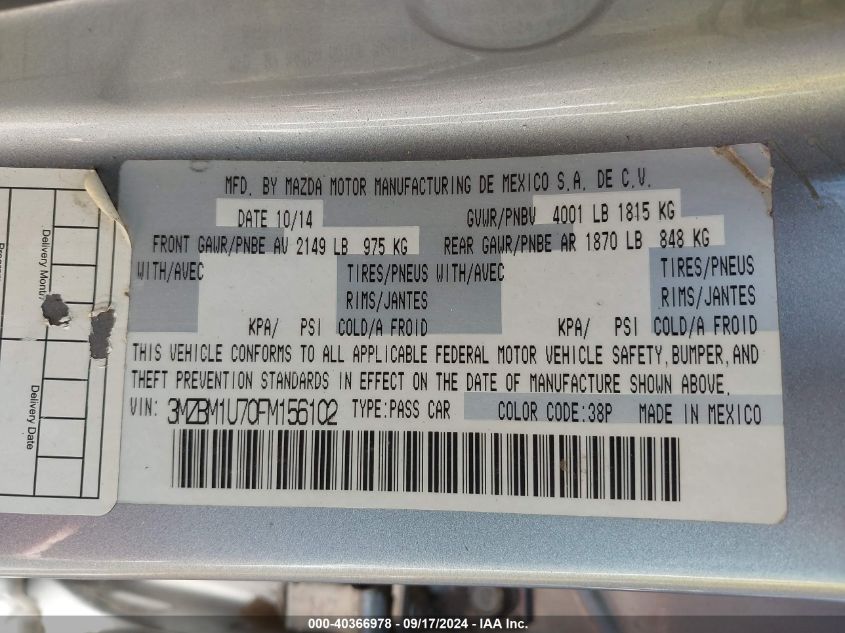 MFD. BY MAZDA MOTOR MANUFACTURING DE MEXICO S.A. DE C.V.
DATE 10/14 GVWR/PNBV 4001 LB 1815 KG
FRONT GAWR/PNBE AV 2149 LB 975 KG REAR GAWR/PNBE AR 1870 LB 848 KG
WITH/AVEC TIRES/PNEUS WITH/AVEC TIRES/PNEUS
RIMS/JANTES RIMS/JANTES
KPA/ PSI COLD/A FROID KPA/ PSI COLD/A FROID
THIS VEHICLE CONFORMS TO ALL APPLICABLE FEDERAL MOTOR VEHICLE SAFETY, BUMPER, AND
THEFT PREVENTION STANDARDS IN EFFECT ON THE DATE OF MANUFACTURE SHOWN ABOVE.
VIN: 3MZBM1U70FM156102 TYPE:PASS CAR COLOR CODE:38P MADE IN MEXICO
Delivery Month
Delivery Date
000-40366978 - 09/17/2024 - IAA Inc.